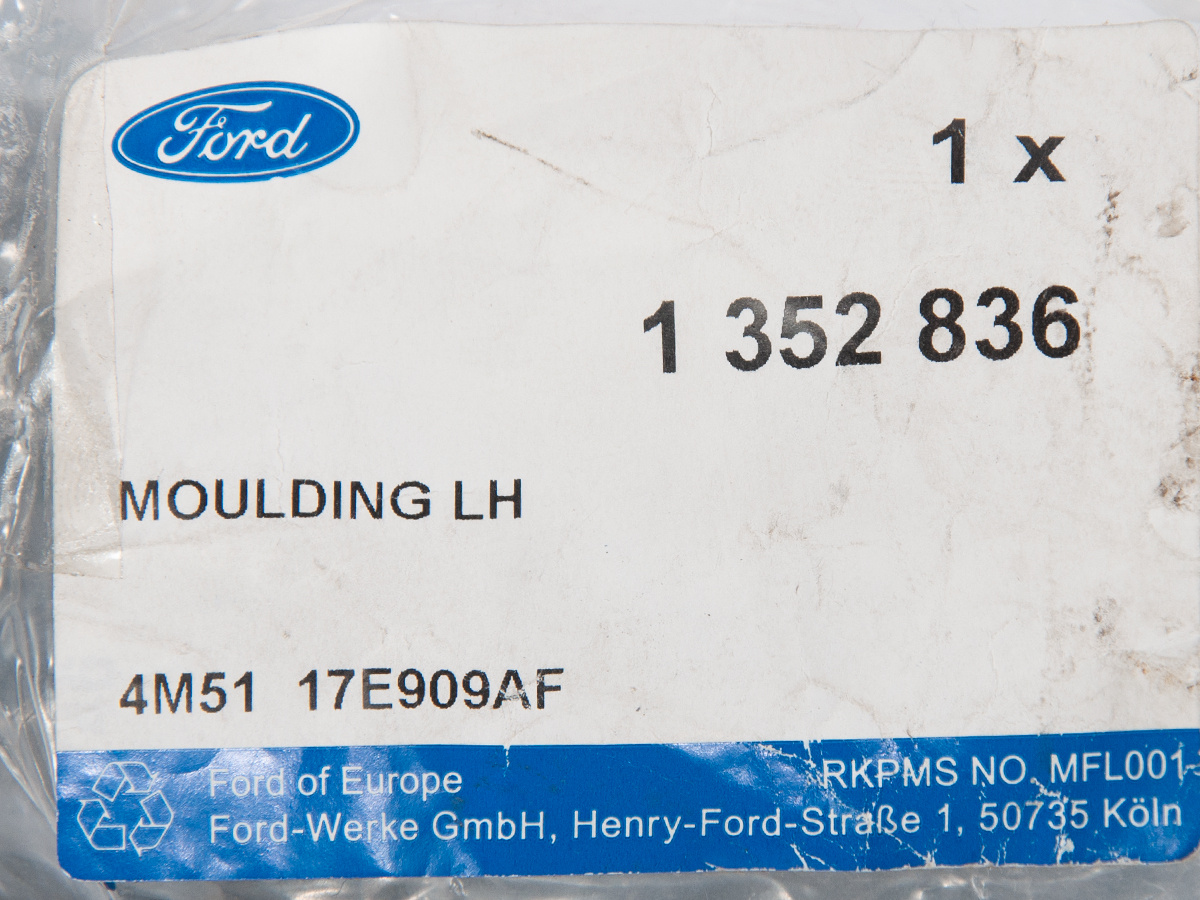 Ford
1 x
1 352 836
MOULDING LH
4M51 17E909AF
Ford of Europe
RKPMS NO. MFL001-
Ford-Werke GmbH, Henry-Ford-Straße 1, 50735 Köln